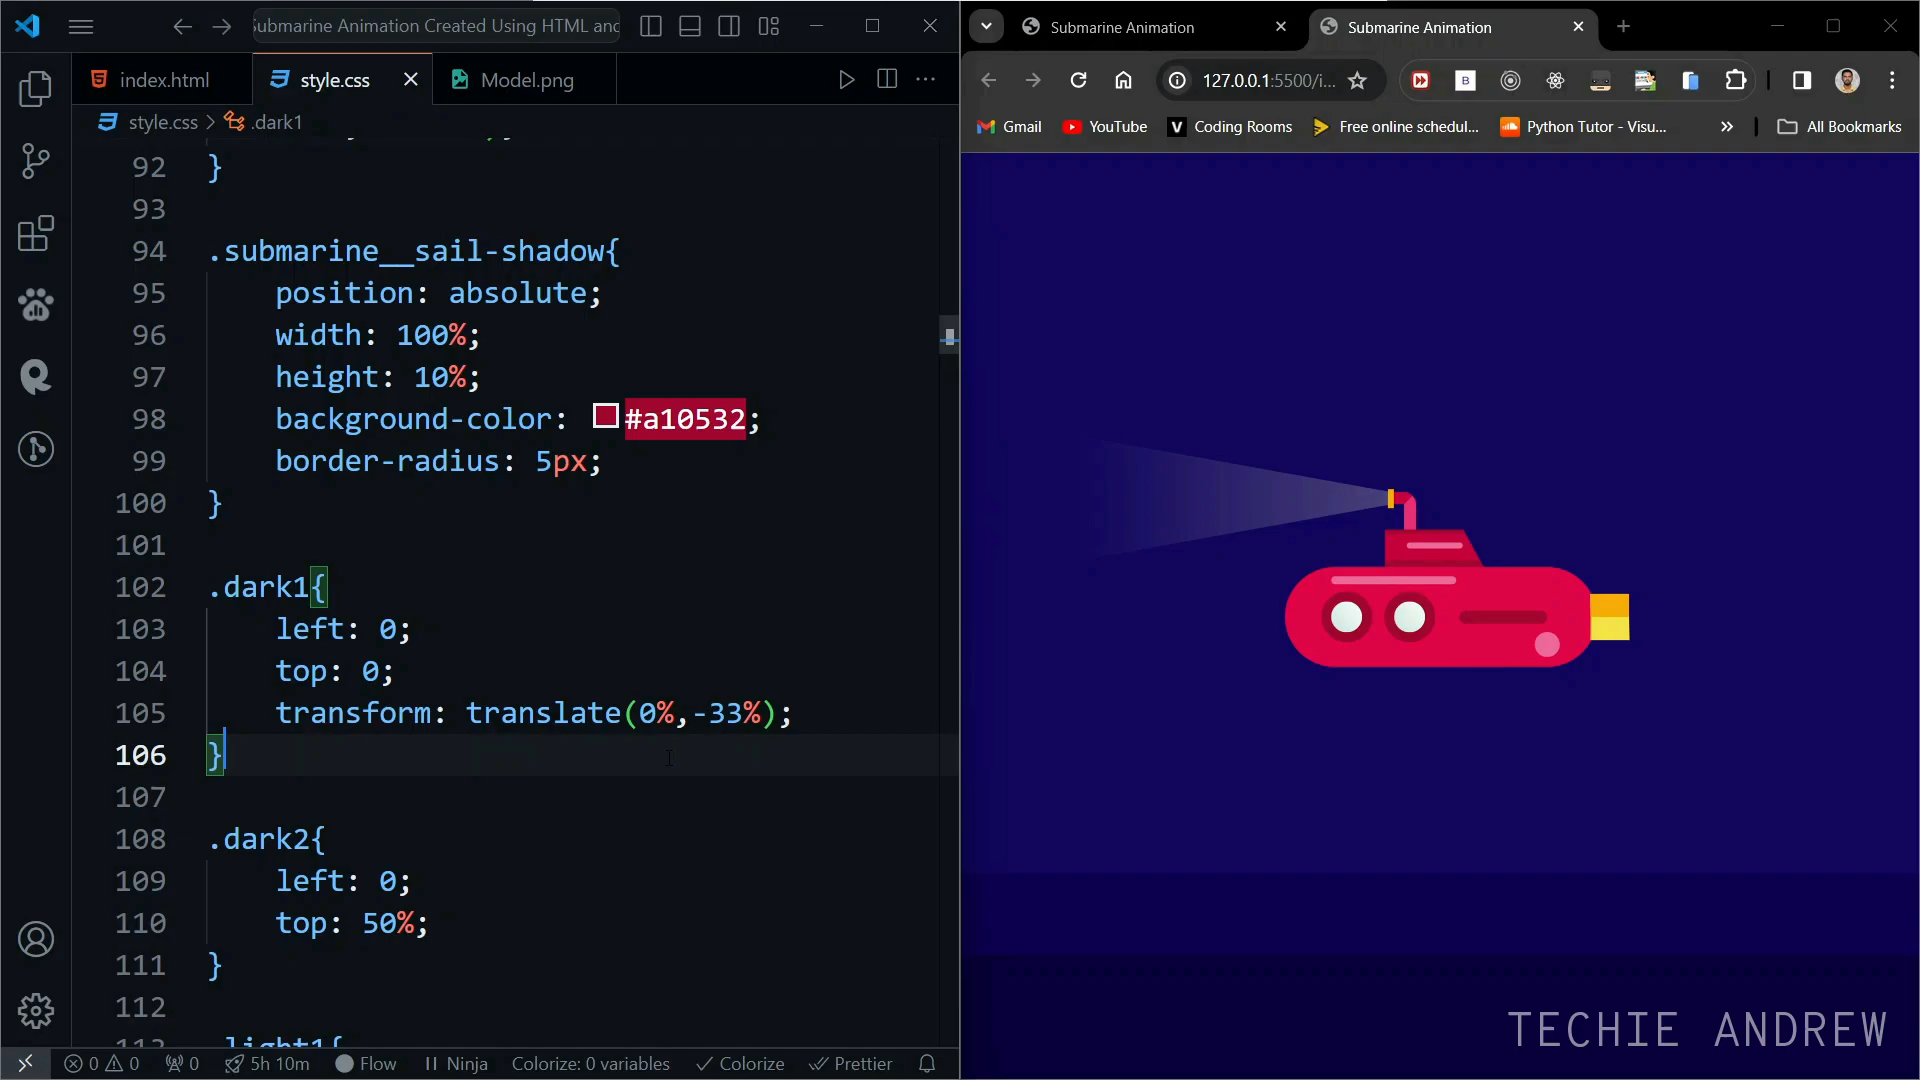 Submarine Animation Created Using HTML and
index.html
style.css
Model.png
style.css > .dark1
92 }
93
94 .submarine__sail-shadow{
95 position: absolute;
96 width: 100%;
97 height: 10%;
98 background-color: #a10532;
99 border-radius: 5px;
100 }
101
102 .dark1{
103 left: 0;
104 top: 0;
105 transform: translate(0%,-33%);
106 }
107
108 .dark2{
109 left: 0;
110 top: 50%;
111 }
112
113 .light1{
0 0 0 5h 10m Flow Ninja Colorize: 0 variables Colorize Prettier
Submarine Animation
Submarine Animation
127.0.0.1:5500/i...
B
Gmail YouTube V Coding Rooms Free online schedul... Python Tutor - Visu... » All Bookmarks
TECHIE ANDREW